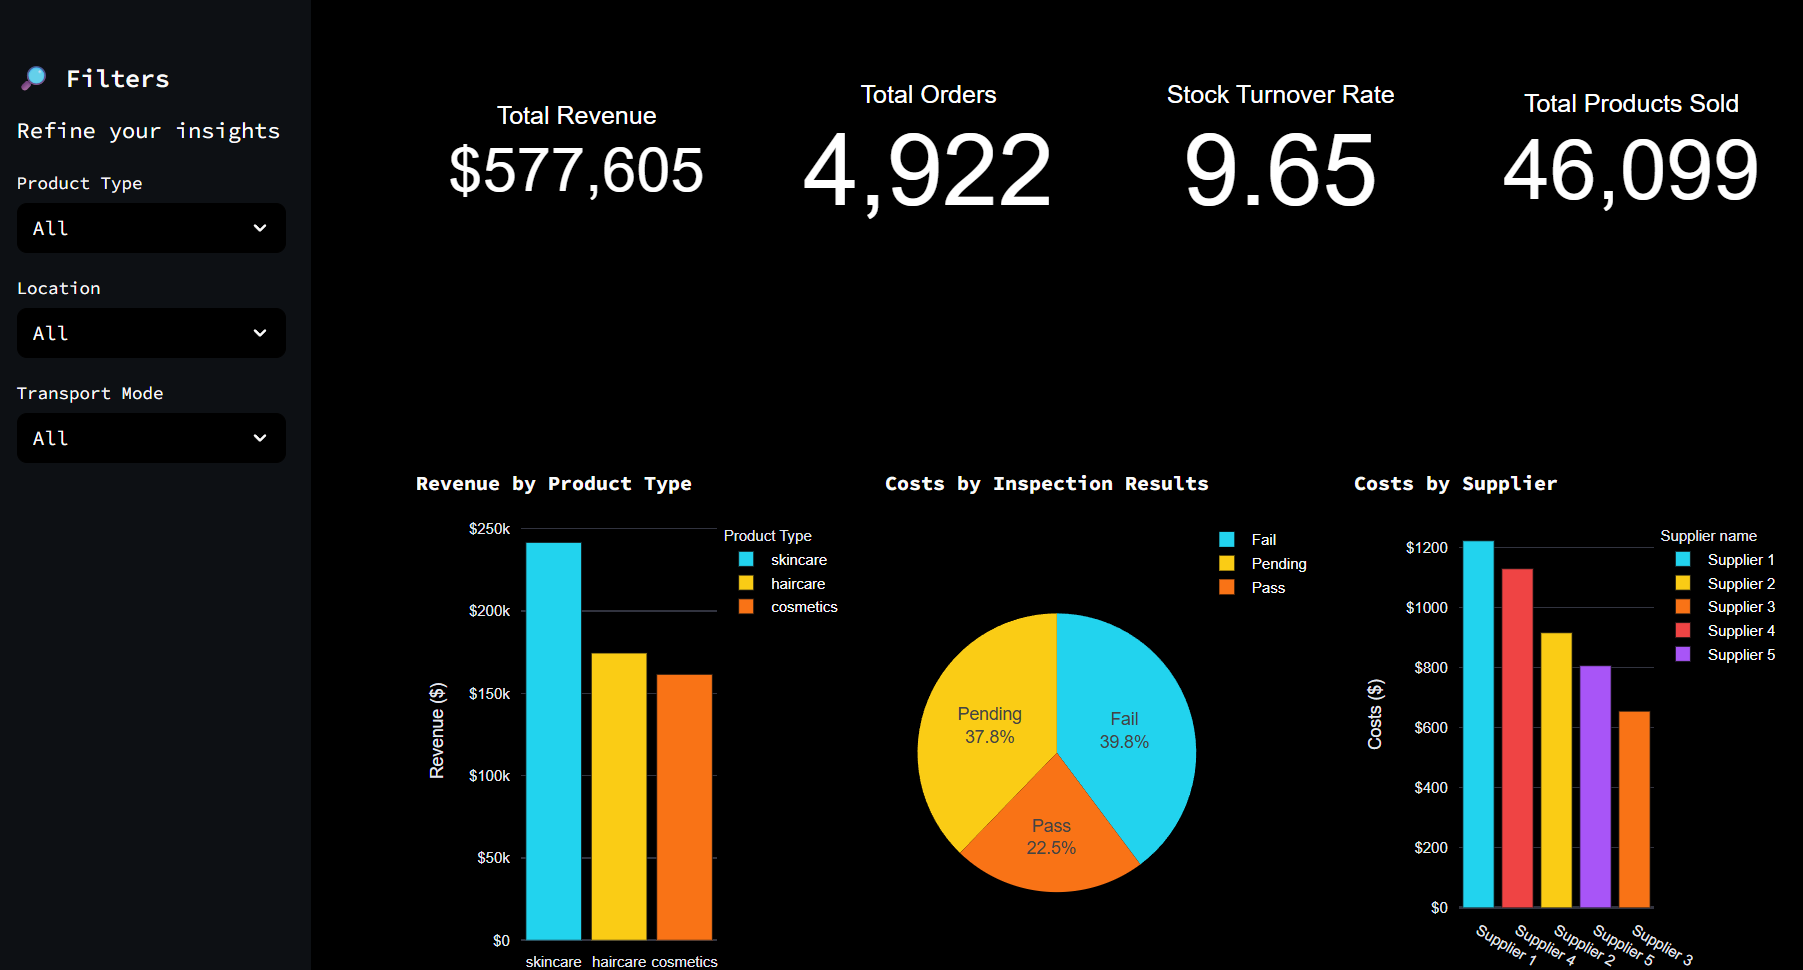 Filters
Refine your insights
Product Type
All
Location
All
Transport Mode
All
Total Revenue
$577,605
Total Orders
4,922
Stock Turnover Rate
9.65
Total Products Sold
46,099
Revenue by Product Type
$250k
$200k
$150k
$100k
$50k
$0
Revenue ($)
skincare haircare cosmetics
Product Type
skincare
haircare
cosmetics
Costs by Inspection Results
Fail
Pending
Pass
Pending
37.8%
Fail
39.8%
Pass
22.5%
Costs by Supplier
$1200
$1000
$800
$600
$400
$200
$0
Costs ($)
Supplier 1
Supplier 4
Supplier 2
Supplier 5
Supplier 3
Supplier name
Supplier 1
Supplier 2
Supplier 3
Supplier 4
Supplier 5